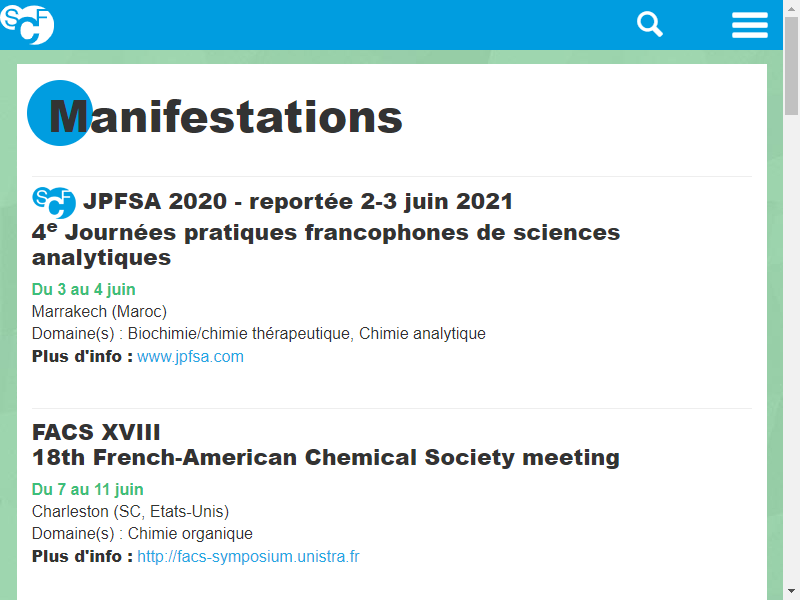 SCF
Manifestations
SCF JPFSA 2020 - reportée 2-3 juin 2021
4e Journées pratiques francophones de sciences
analytiques
Du 3 au 4 juin
Marrakech (Maroc)
Domaine(s) : Biochimie/chimie thérapeutique, Chimie analytique
Plus d'info : www.jpfsa.com
FACS XVIII
18th French-American Chemical Society meeting
Du 7 au 11 juin
Charleston (SC, Etats-Unis)
Domaine(s) : Chimie organique
Plus d'info : http://facs-symposium.unistra.fr